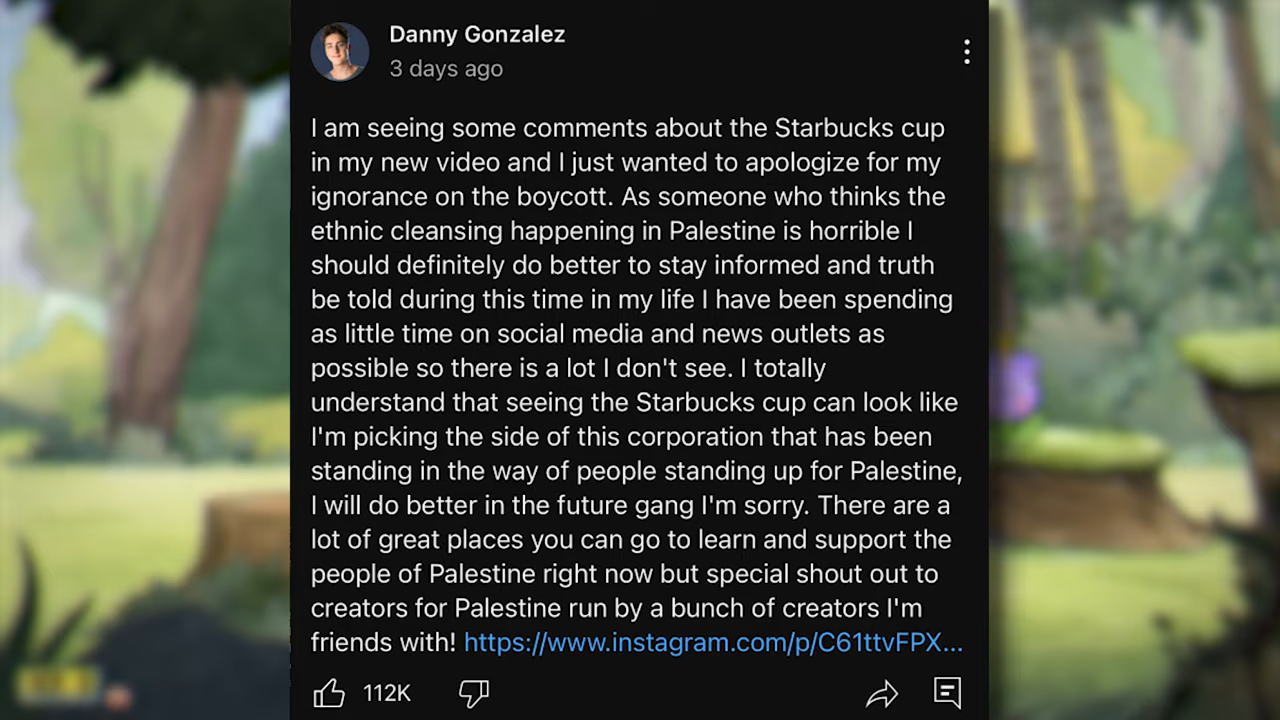 Danny Gonzalez
3 days ago
I am seeing some comments about the Starbucks cup
in my new video and I just wanted to apologize for my
ignorance on the boycott. As someone who thinks the
ethnic cleansing happening in Palestine is horrible I
should definitely do better to stay informed and truth
be told during this time in my life I have been spending
as little time on social media and news outlets as
possible so there is a lot I don't see. I totally
understand that seeing the Starbucks cup can look like
I'm picking the side of this corporation that has been
standing in the way of people standing up for Palestine,
I will do better in the future gang I'm sorry. There are a
lot of great places you can go to learn and support the
people of Palestine right now but special shout out to
creators for Palestine run by a bunch of creators I'm
friends with! https://www.instagram.com/p/C61ttvFPX...
112K